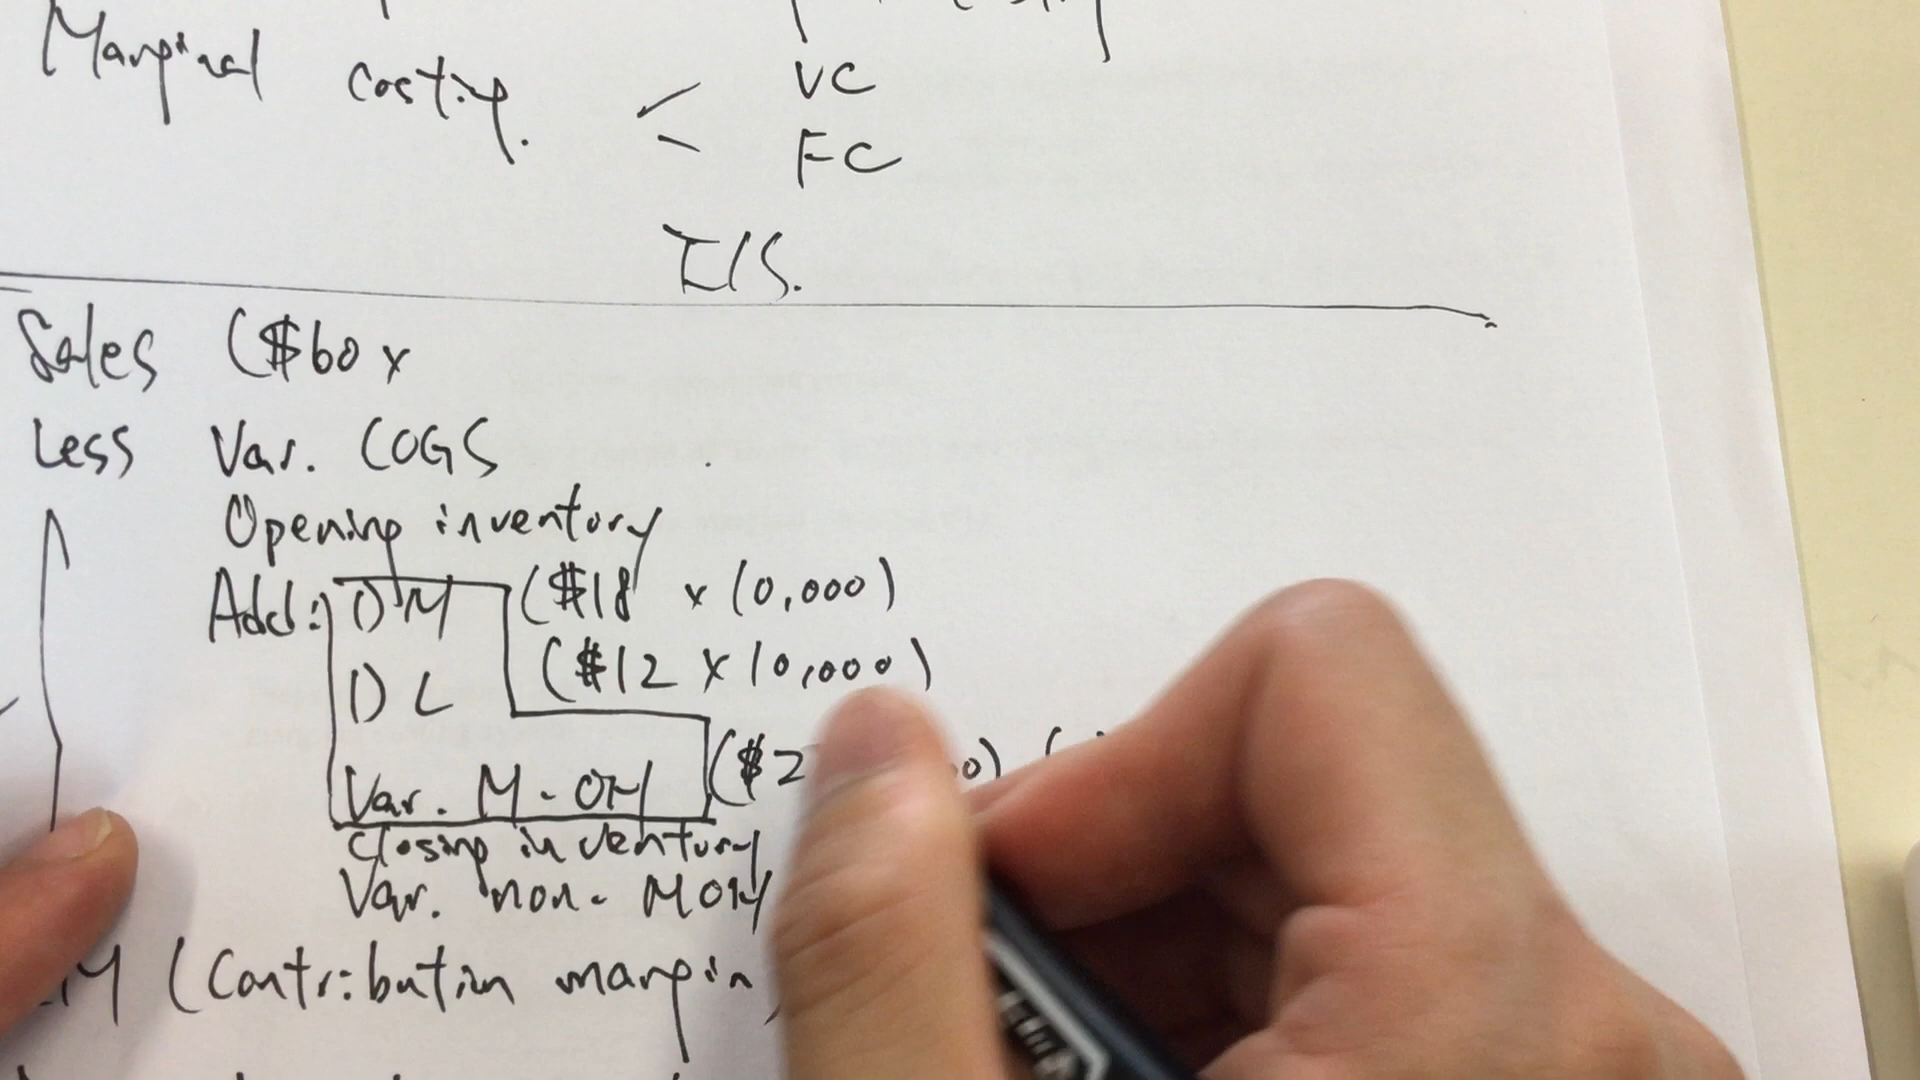 Marginal costing.
VC
FC
I/S.
Sales ($60 x
Less Var. COGS
Opening inventory
Add: DM ($18 x 10,000)
DL ($12 x 10,000)
Var. M-OH ($2
closing inventory
Var. non-MOH
(Contribution margin